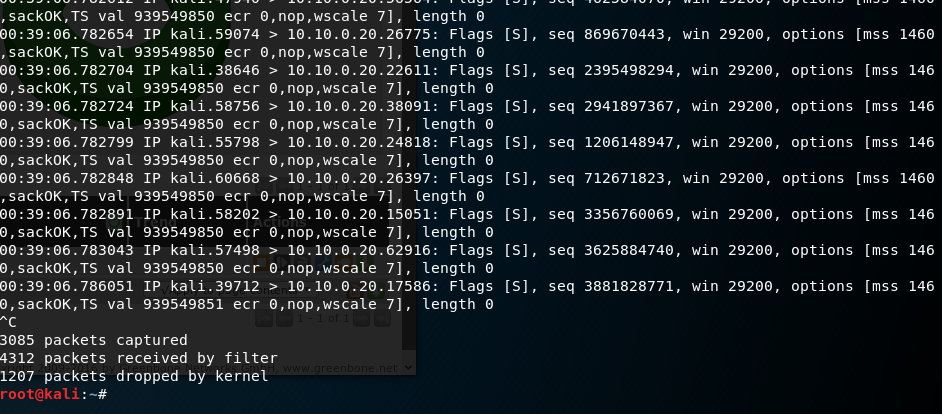 ,sackOK,TS val 939549850 ecr 0,nop,wscale 7], length 0
00:39:06.782654 IP kali.59074 > 10.10.0.20.26775: Flags [S], seq 869670443, win 29200, options [mss 1460
,sackOK,TS val 939549850 ecr 0,nop,wscale 7], length 0
00:39:06.782704 IP kali.38646 > 10.10.0.20.22611: Flags [S], seq 2395498294, win 29200, options [mss 146
0,sackOK,TS val 939549850 ecr 0,nop,wscale 7], length 0
00:39:06.782724 IP kali.58756 > 10.10.0.20.38091: Flags [S], seq 2941897367, win 29200, options [mss 146
0,sackOK,TS val 939549850 ecr 0,nop,wscale 7], length 0
00:39:06.782799 IP kali.55798 > 10.10.0.20.24818: Flags [S], seq 1206148947, win 29200, options [mss 146
0,sackOK,TS val 939549850 ecr 0,nop,wscale 7], length 0
00:39:06.782848 IP kali.60668 > 10.10.0.20.26397: Flags [S], seq 712671823, win 29200, options [mss 1460
,sackOK,TS val 939549850 ecr 0,nop,wscale 7], length 0
00:39:06.782891 IP kali.58202 > 10.10.0.20.15051: Flags [S], seq 3356760069, win 29200, options [mss 146
0,sackOK,TS val 939549850 ecr 0,nop,wscale 7], length 0
00:39:06.783043 IP kali.57498 > 10.10.0.20.62916: Flags [S], seq 3625884740, win 29200, options [mss 146
0,sackOK,TS val 939549850 ecr 0,nop,wscale 7], length 0
00:39:06.786051 IP kali.39712 > 10.10.0.20.17586: Flags [S], seq 3881828771, win 29200, options [mss 146
0,sackOK,TS val 939549851 ecr 0,nop,wscale 7], length 0
^C
1 - 1 of 1
3085 packets captured
4312 packets received by filter
by Greenbone Networks GmbH, www.greenbone.net
1207 packets dropped by kernel
root@kali:~#